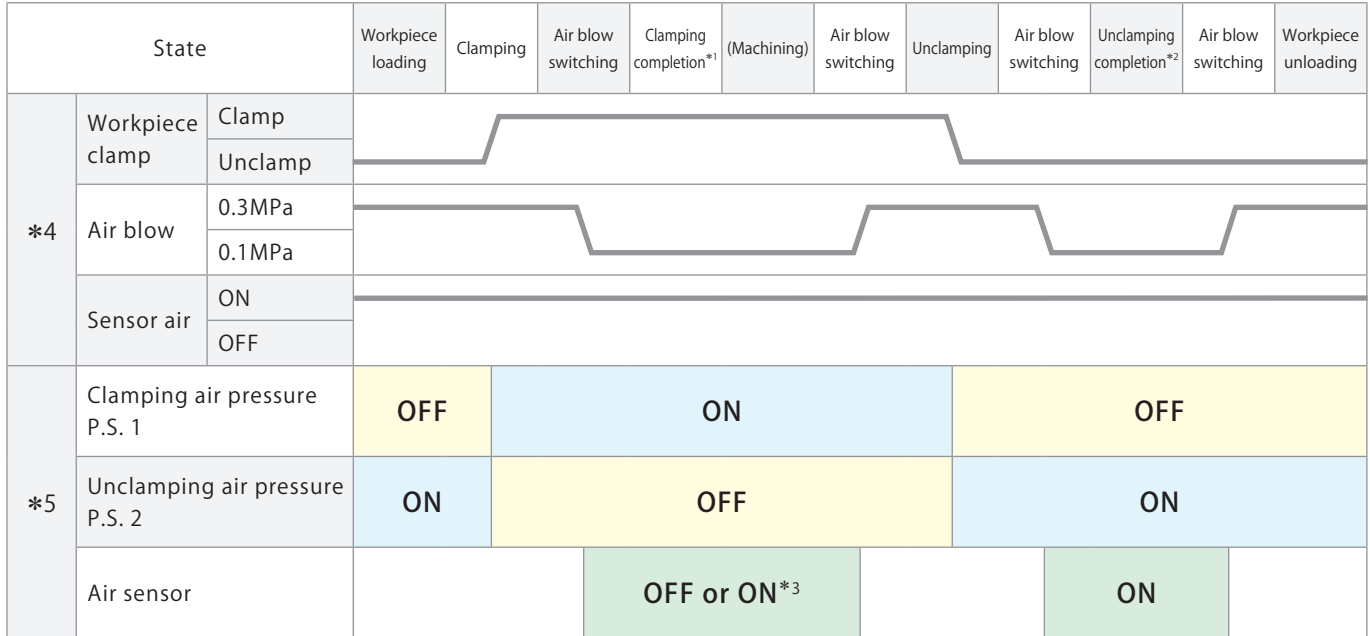 State
Workpiece
loading
Clamping
Air blow
switching
Clamping
completion*1
(Machining)
Air blow
switching
Unclamping
Air blow
switching
Unclamping
completion*2
Air blow
switching
Workpiece
unloading
*4
Workpiece
clamp
Clamp
Unclamp
Air blow
0.3MPa
0.1MPa
Sensor air
ON
OFF
*5
Clamping air pressure
P.S. 1
OFF
ON
OFF
Unclamping air pressure
P.S. 2
ON
OFF
ON
Air sensor
OFF or ON*3
ON